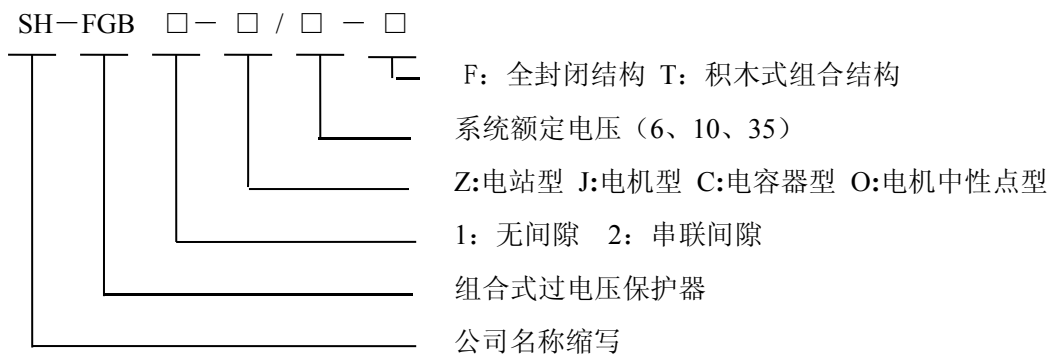 SH－FGB □－ □ / □ － □
F：全封闭结构 T：积木式组合结构
系统额定电压（6、10、35）
Z:电站型 J:电机型 C:电容器型 O:电机中性点型
1：无间隙 2：串联间隙
组合式过电压保护器
公司名称缩写